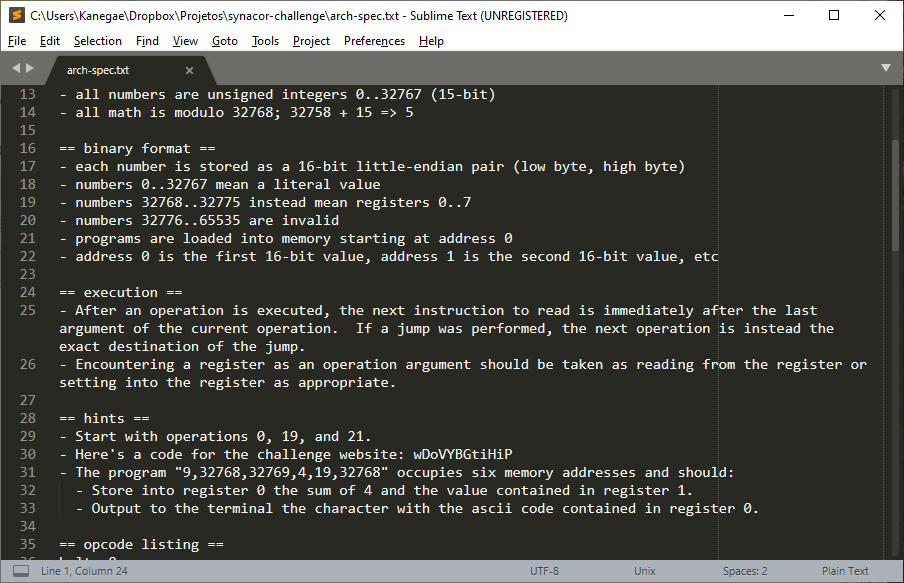 C:\Users\Kanegae\Dropbox\Projetos\synacor-challenge\arch-spec.txt - Sublime Text (UNREGISTERED)
File Edit Selection Find View Goto Tools Project Preferences Help
arch-spec.txt
13 - all numbers are unsigned integers 0..32767 (15-bit)
14 - all math is modulo 32768; 32758 + 15 => 5
15
16 == binary format ==
17 - each number is stored as a 16-bit little-endian pair (low byte, high byte)
18 - numbers 0..32767 mean a literal value
19 - numbers 32768..32775 instead mean registers 0..7
20 - numbers 32776..65535 are invalid
21 - programs are loaded into memory starting at address 0
22 - address 0 is the first 16-bit value, address 1 is the second 16-bit value, etc
23
24 == execution ==
25 - After an operation is executed, the next instruction to read is immediately after the last
argument of the current operation.  If a jump was performed, the next operation is instead the
exact destination of the jump.
26 - Encountering a register as an operation argument should be taken as reading from the register or
setting into the register as appropriate.
27
28 == hints ==
29 - Start with operations 0, 19, and 21.
30 - Here's a code for the challenge website: wDoVYBGtiHiP
31 - The program "9,32768,32769,4,19,32768" occupies six memory addresses and should:
32 - Store into register 0 the sum of 4 and the value contained in register 1.
33 - Output to the terminal the character with the ascii code contained in register 0.
34
35 == opcode listing ==
Line 1, Column 24 UTF-8 Unix Spaces: 2 Plain Text